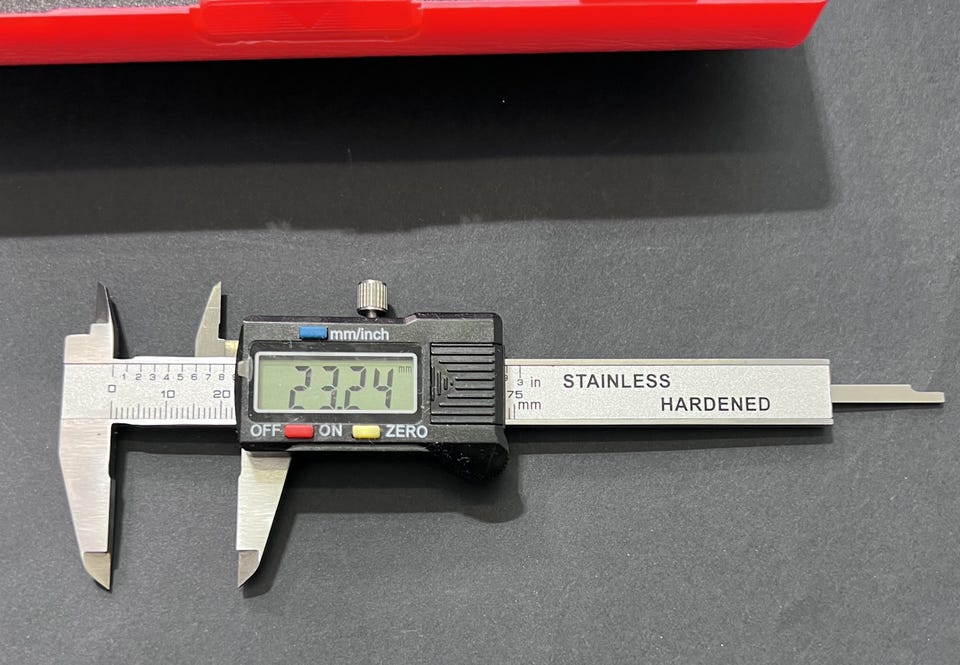 mm/inch
23.24 mm
OFF ON ZERO
1 2 3 4 5 6 7 8
0 10 20
3 in
75 mm
STAINLESS
HARDENED